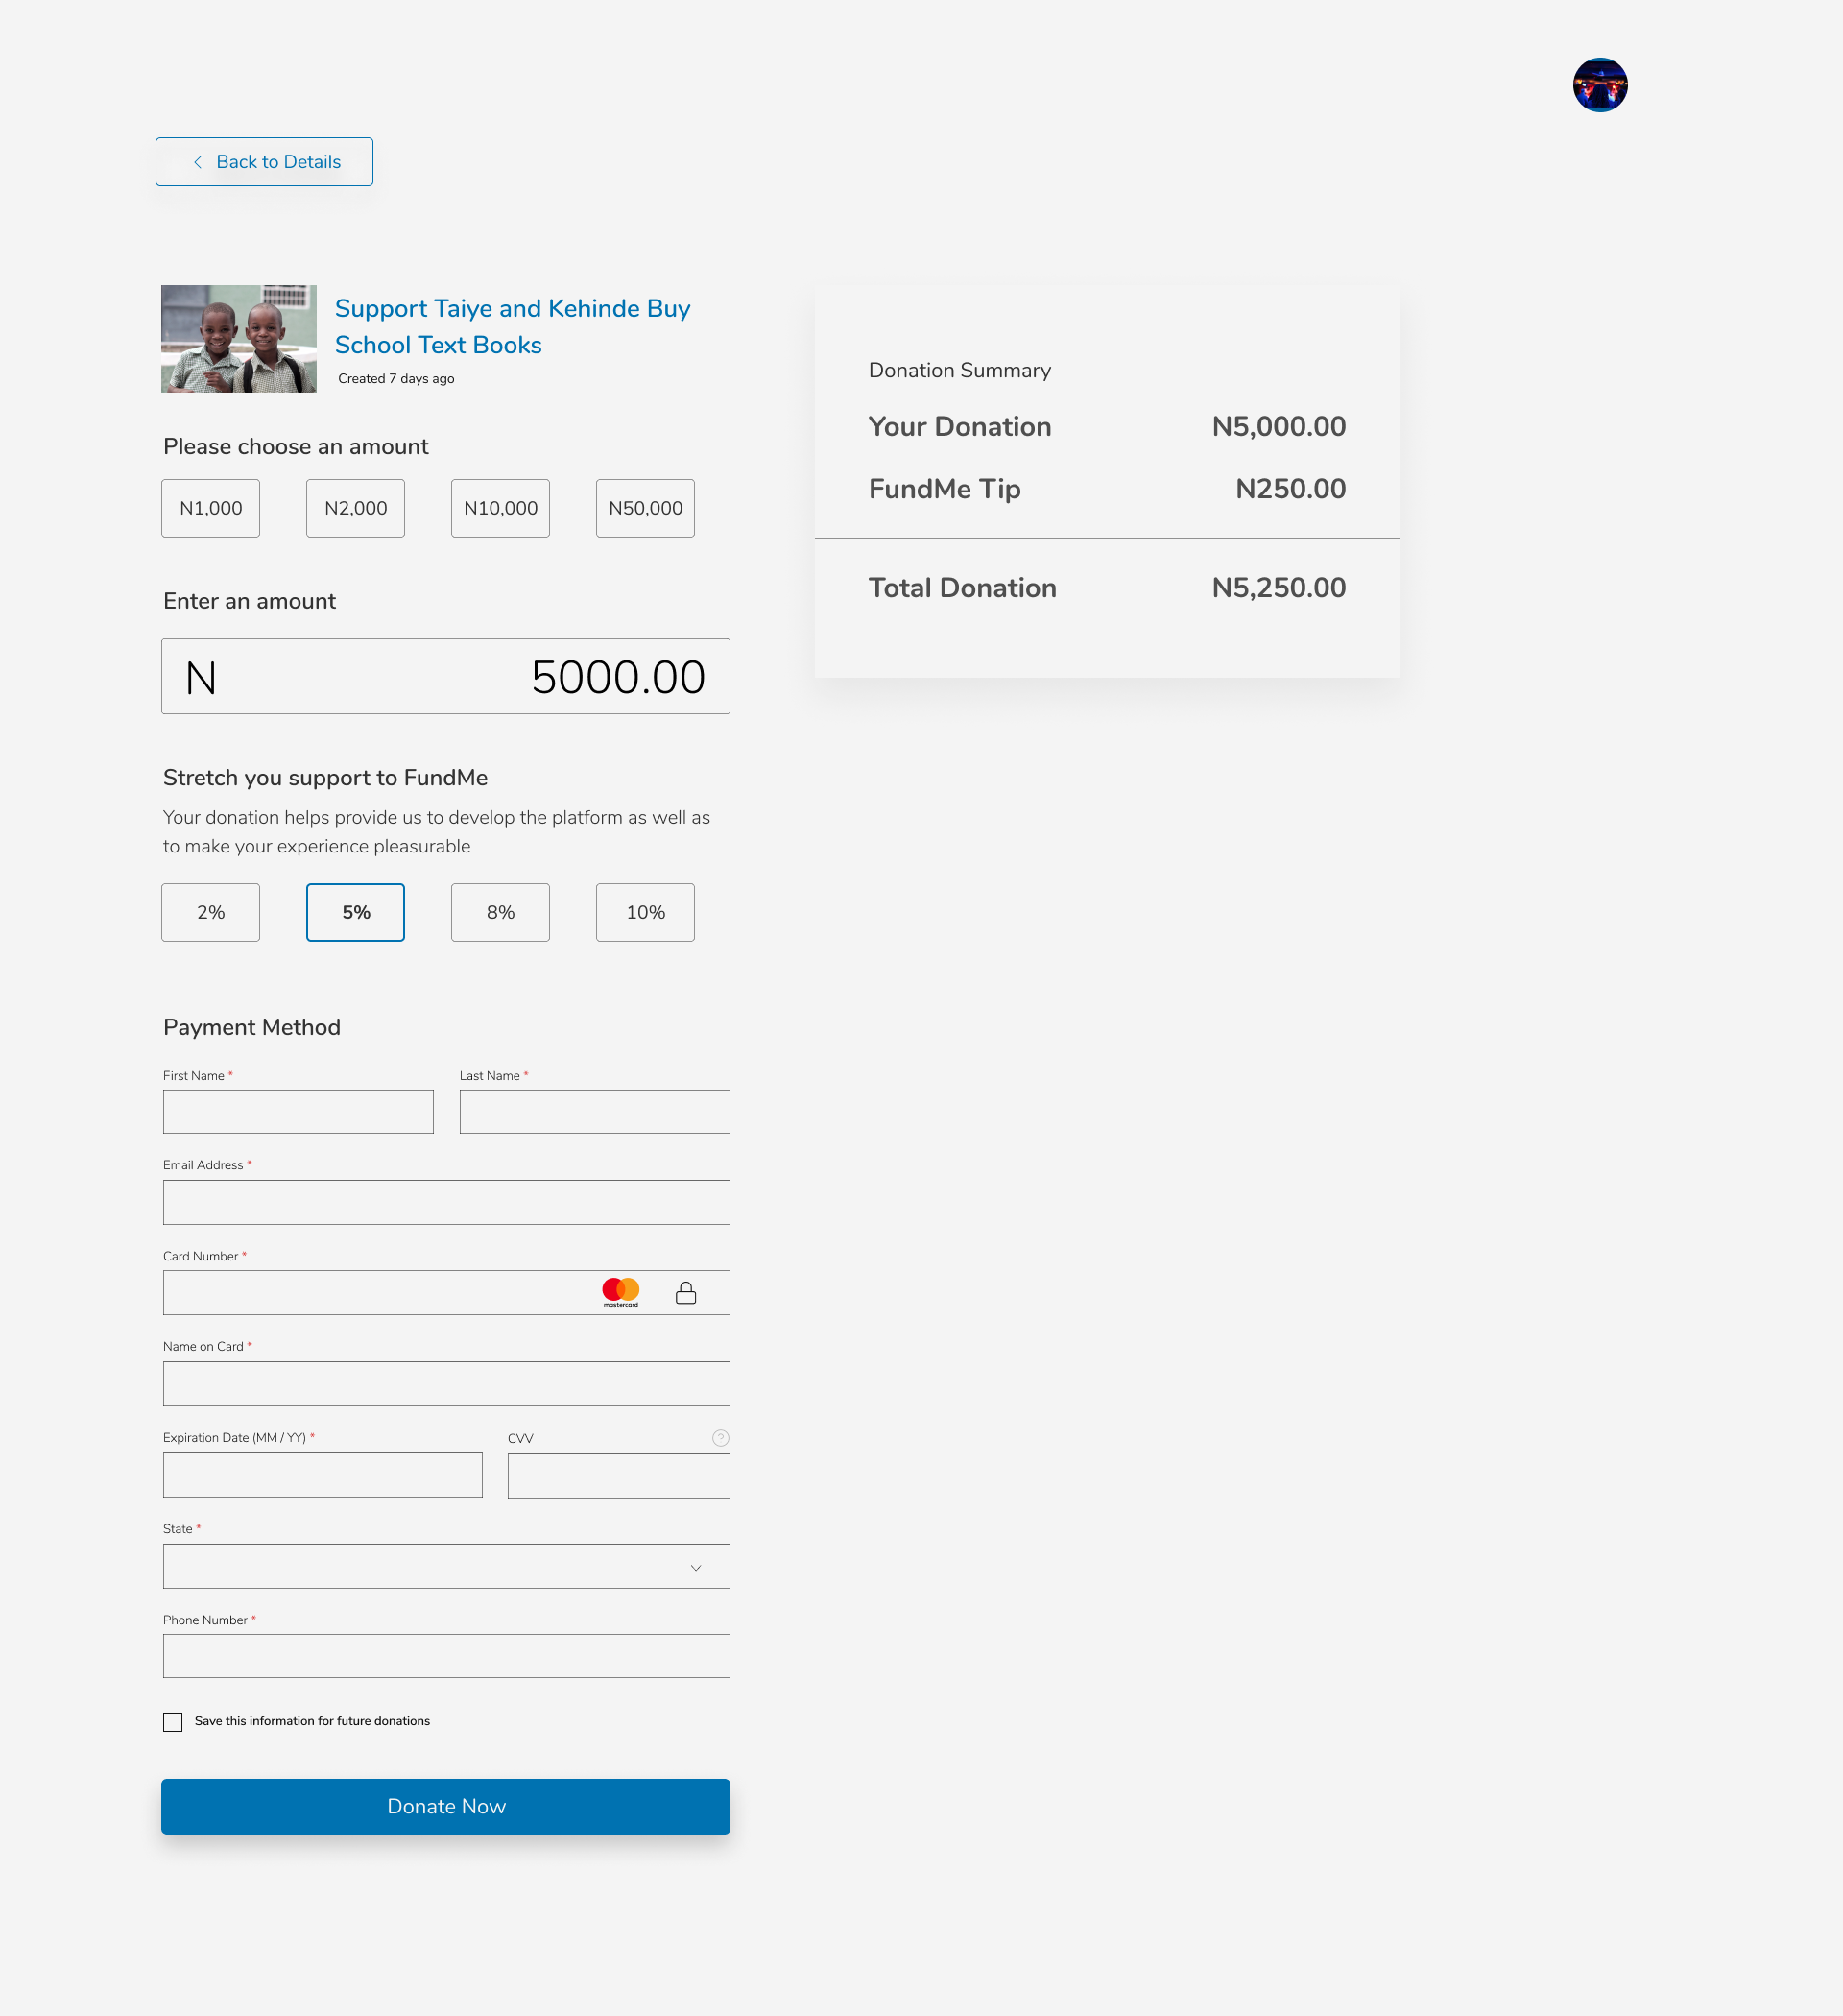 Back to Details
Support Taiye and Kehinde Buy
School Text Books
Created 7 days ago
Please choose an amount
N1,000 N2,000 N10,000 N50,000
Enter an amount
N 5000.00
Stretch you support to FundMe
Your donation helps provide us to develop the platform as well as
to make your experience pleasurable
2% 5% 8% 10%
Payment Method
First Name * Last Name *
Email Address *
Card Number *
mastercard
Name on Card *
Expiration Date (MM / YY) * CVV ?
State *
Phone Number *
Save this information for future donations
Donate Now
Donation Summary
Your Donation N5,000.00
FundMe Tip N250.00
Total Donation N5,250.00